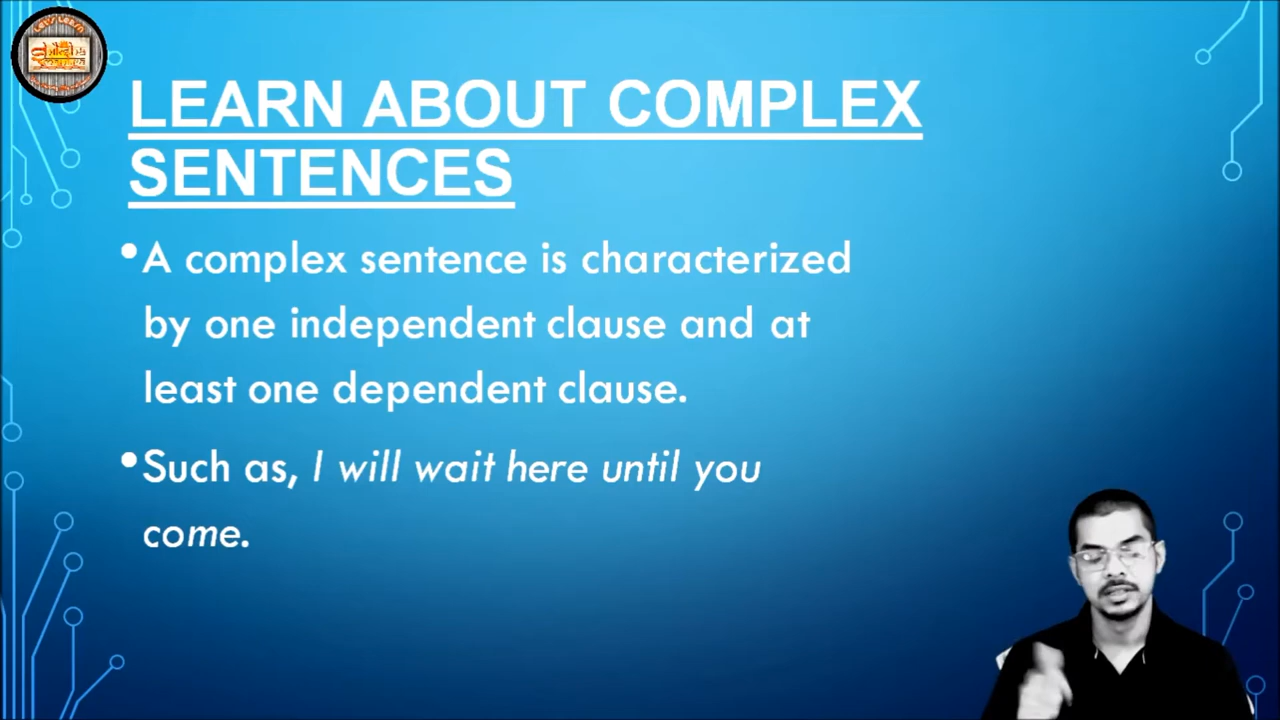 LEARN ABOUT COMPLEX
SENTENCES
•A complex sentence is characterized
by one independent clause and at
least one dependent clause.
•Such as, I will wait here until you
come.